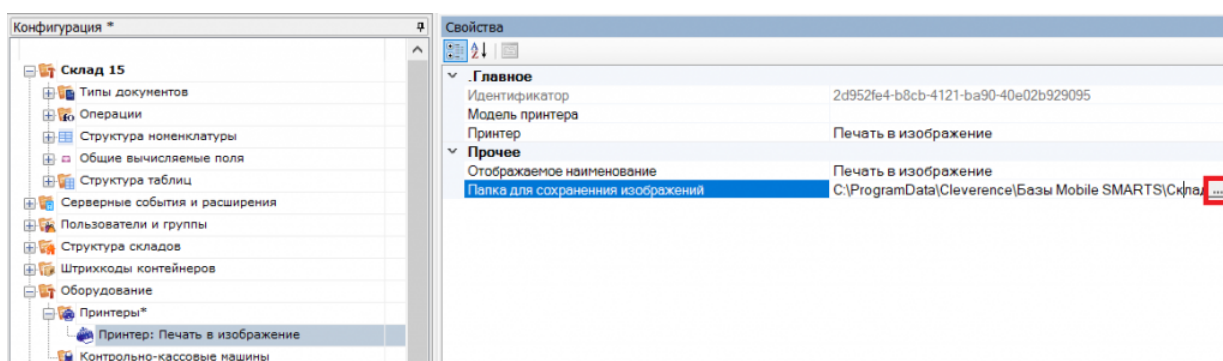 Конфигурация *
Склад 15
Типы документов
Операции
Структура номенклатуры
Общие вычисляемые поля
Структура таблиц
Серверные события и расширения
Пользователи и группы
Структура складов
Штрихкоды контейнеров
Оборудование
Принтеры*
Принтер: Печать в изображение
Контрольно-кассовые машины
Свойства
.Главное
Идентификатор 2d952fe4-b8cb-4121-ba90-40e02b929095
Модель принтера
Принтер Печать в изображение
Прочее
Отображаемое наименование Печать в изображение
Папка для сохраненния изображений C:\ProgramData\Cleverence\Базы Mobile SMARTS\Склад ...